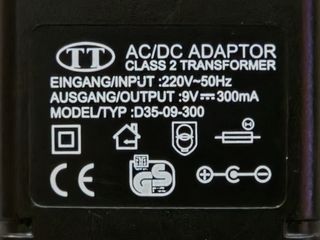 TT
AC/DC ADAPTOR
CLASS 2 TRANSFORMER
EINGANG/INPUT :220V~50Hz
AUSGANG/OUTPUT :9V⎓300mA
MODEL/TYP :D35-09-300
GS
CE